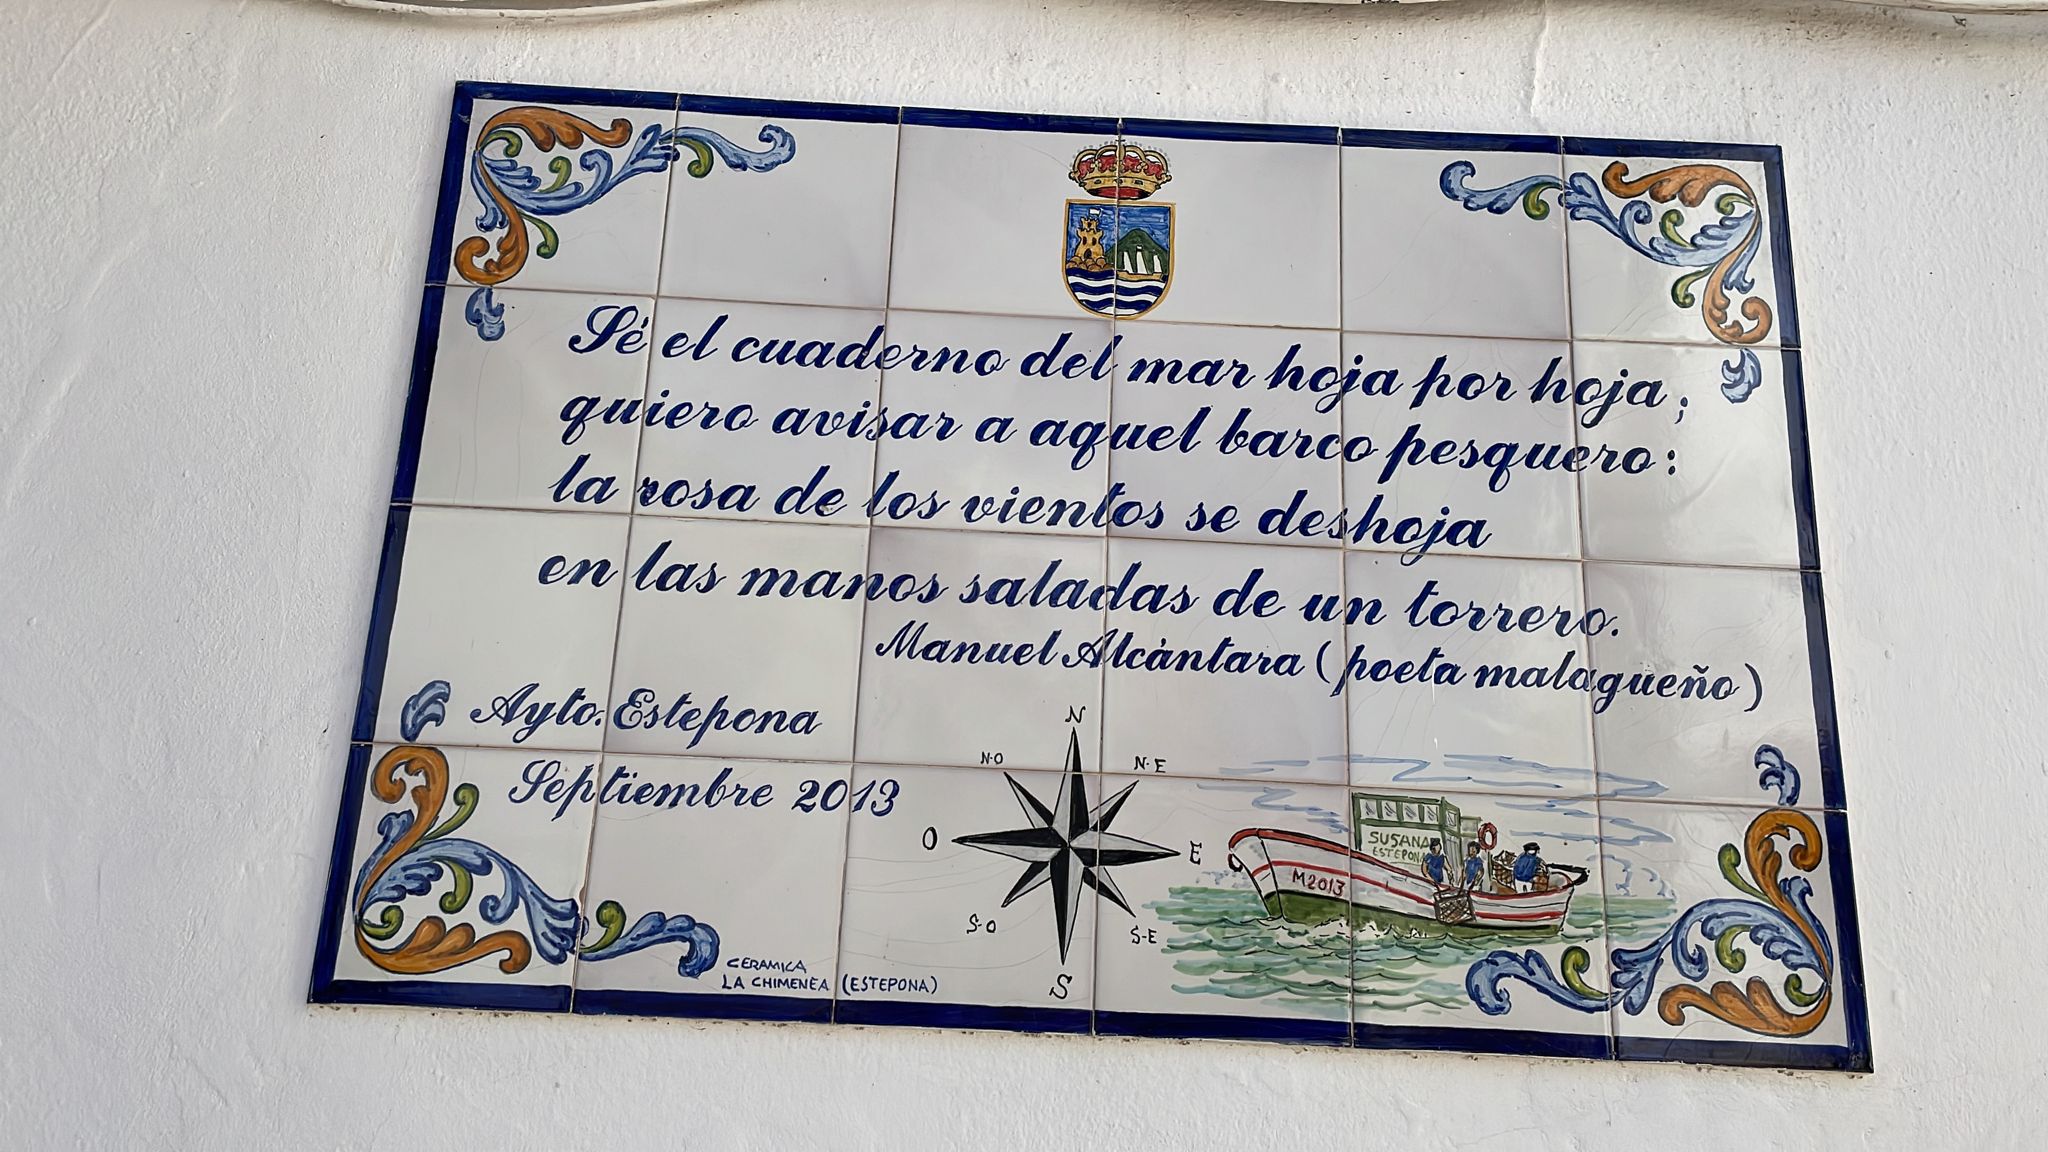 Sé el cuaderno del mar hoja por hoja;
quiero avisar a aquel barco pesquero:
la rosa de los vientos se deshoja
en las manos saladas de un torrero.
Manuel Alcàntara (poeta malagueño)
Ayto. Estepona
Septiembre 2013
N
N-O
N-E
O
E
S-O
S-E
S
SUSANA
ESTEPONA
M2013
CERAMICA
LA CHIMENEA (ESTEPONA)